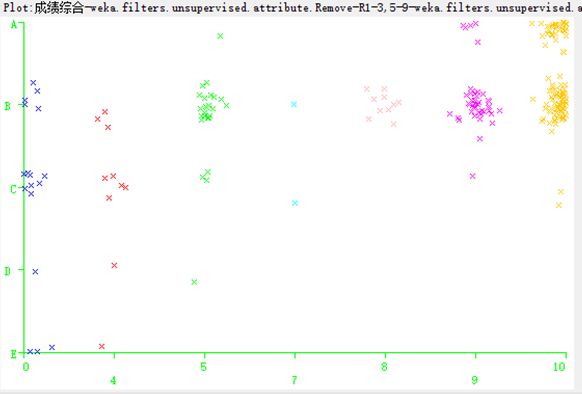 Plot:成绩综合-weka.filters.unsupervised.attribute.Remove-R1-3,5-9-weka.filters.unsupervised.a
A
B
C
D
E
0 5 8 10
4 7 9